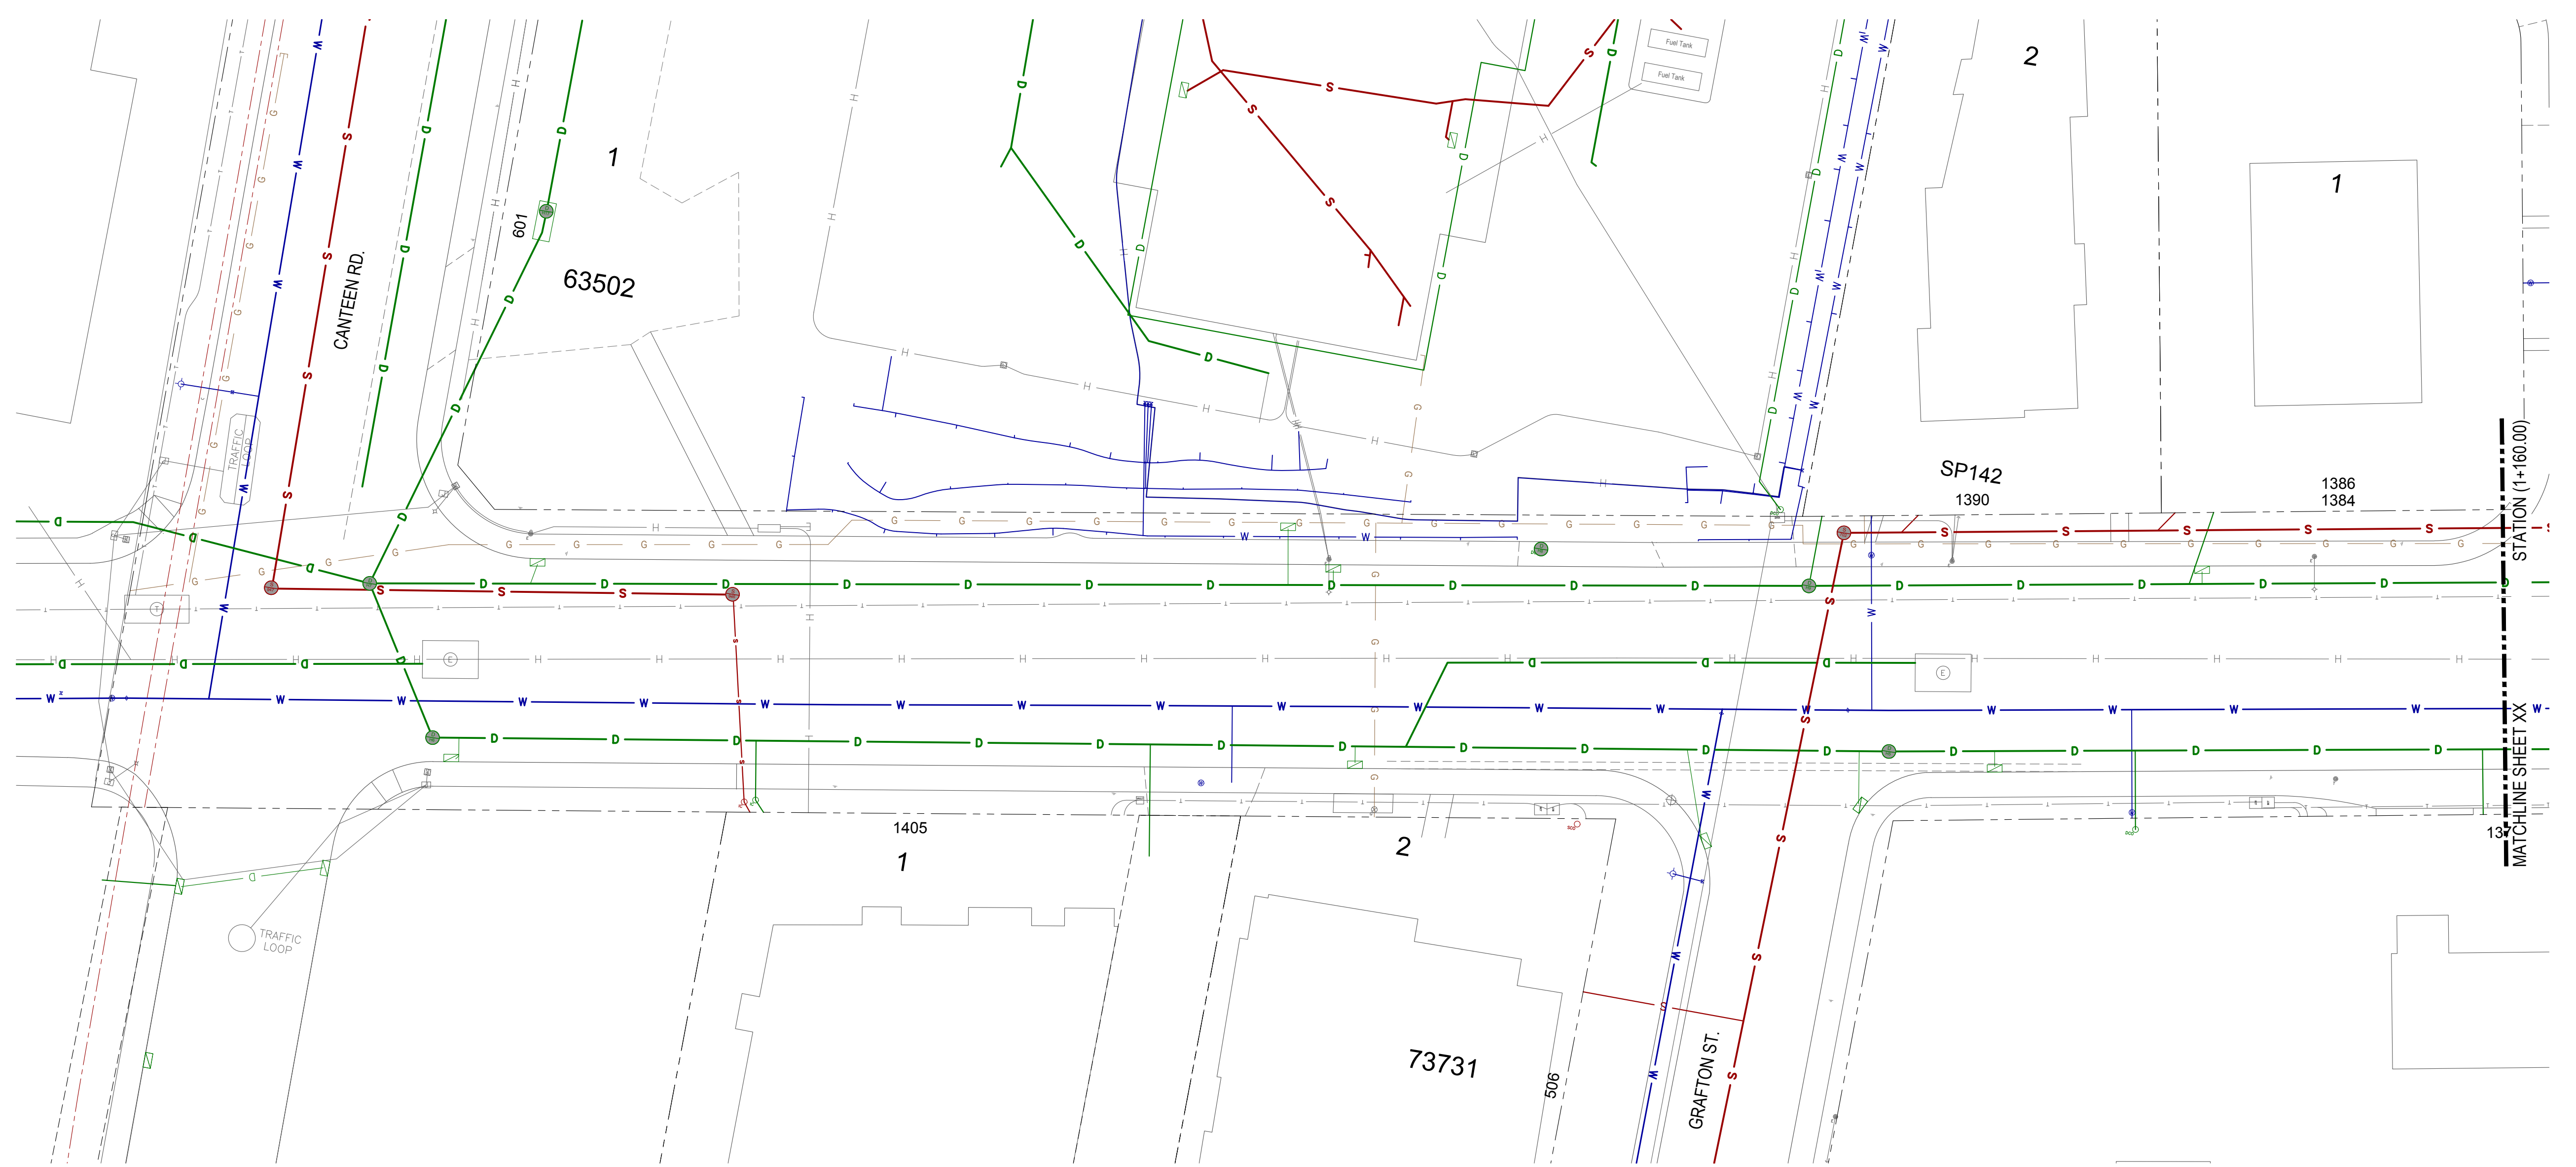 Fuel Tank
Fuel Tank
2
1
1
601
63502
CANTEEN RD.
TRAFFIC
LOOP
SP142
1390
1386
1384
STATION (1+160.00)
MATCHLINE SHEET XX
1405
1
2
137
TRAFFIC
LOOP
73731
506
GRAFTON ST.